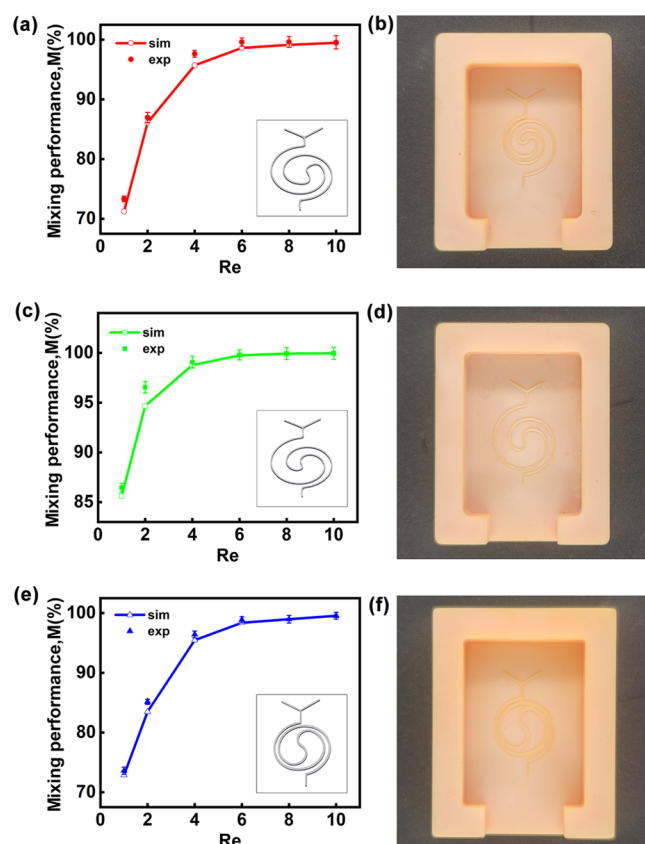 (a)
Mixing performance,M(%)
100
90
80
70
sim
exp
0 2 4 6 8 10
Re
(b)
(c)
Mixing performance,M(%)
100
95
90
85
sim
exp
0 2 4 6 8 10
Re
(d)
(e)
Mixing performance,M(%)
100
90
80
70
sim
exp
0 2 4 6 8 10
Re
(f)